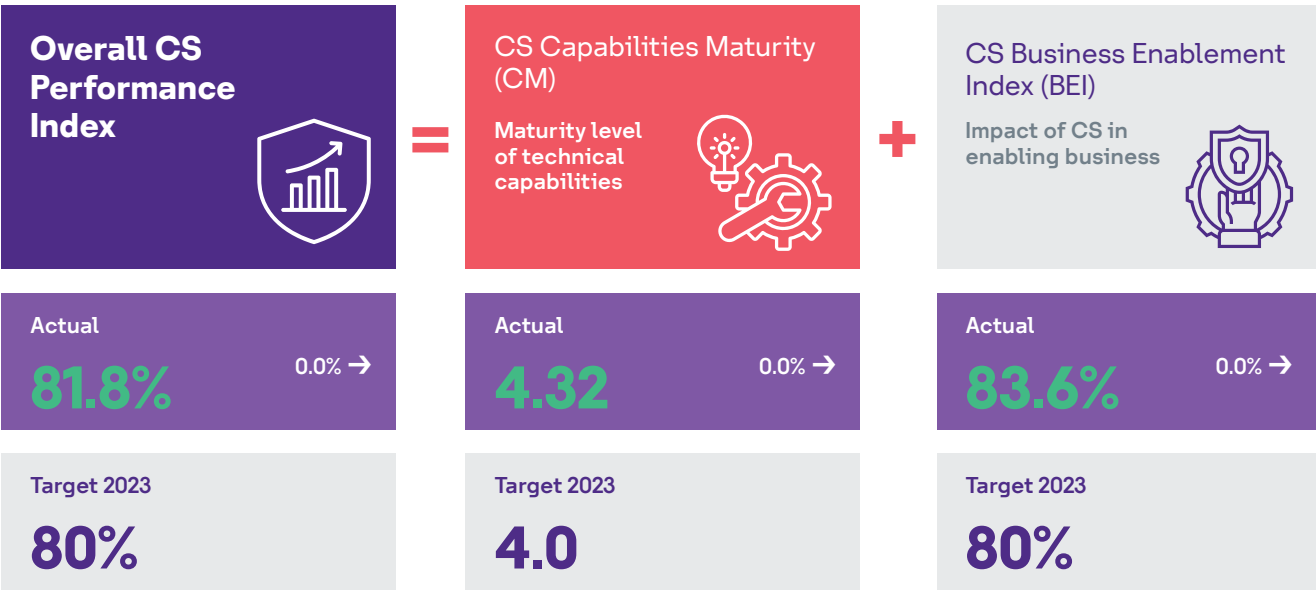 Overall CS
Performance
Index
=
CS Capabilities Maturity
(CM)
Maturity level
of technical
capabilities
+
CS Business Enablement
Index (BEI)
Impact of CS in
enabling business
Actual
81.8%
0.0% →
Actual
4.32
0.0% →
Actual
83.6%
0.0% →
Target 2023
80%
Target 2023
4.0
Target 2023
80%